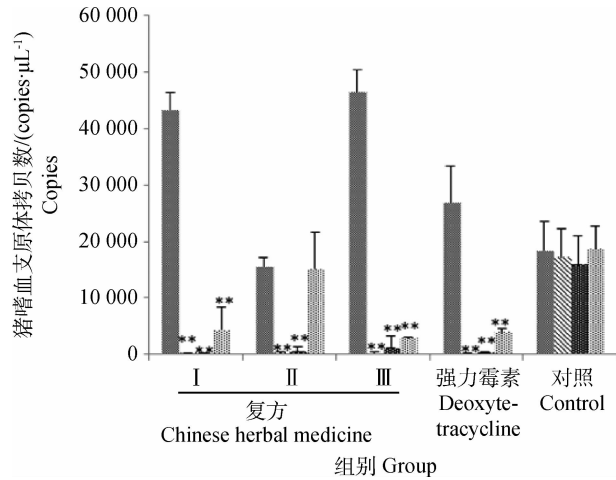 猪嗜血支原体拷贝数/(copies·μL⁻¹)
Copies
60 000
50 000
40 000
30 000
20 000
10 000
0
** ** **
** **
** ** **
** ** **
Ⅰ Ⅱ Ⅲ
复方
Chinese herbal medicine
强力霉素
Deoxyte-
tracycline
对照
Control
组别 Group